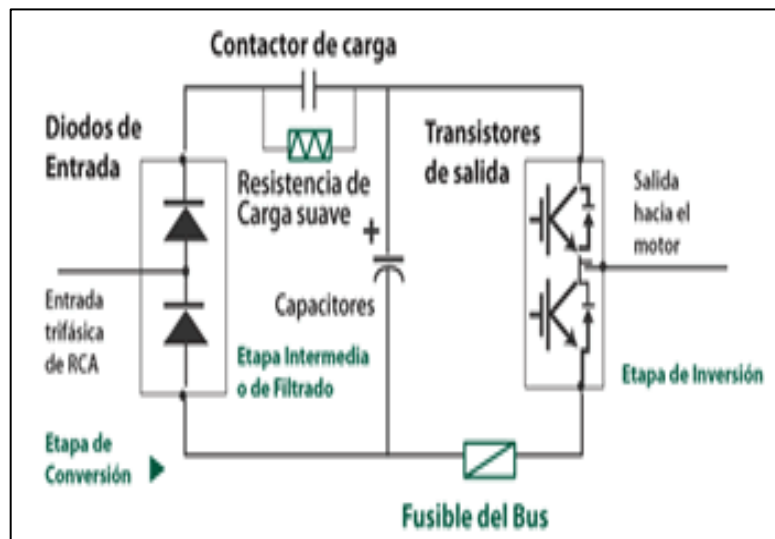 Contactor de carga
Diodos de
Entrada
Transistores
de salida
Resistencia de
Carga suave
Salida
hacia el
motor
+
Capacitores
Entrada
trifásica
de RCA
Etapa Intermedia
o de Filtrado
Etapa de Inversión
Etapa de
Conversión
Fusible del Bus